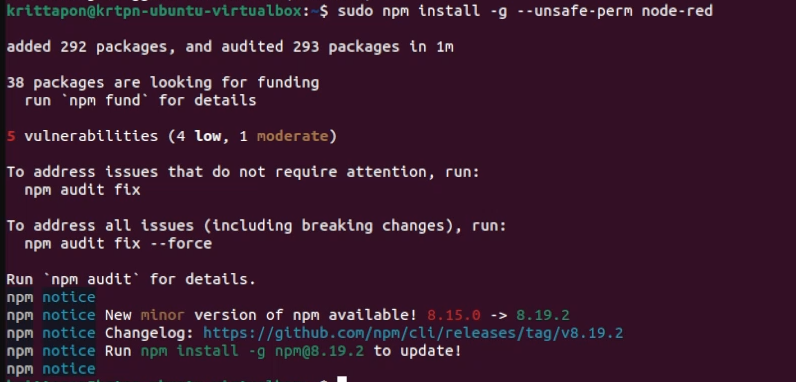 krittapon@krtpn-ubuntu-virtualbox:~$ sudo npm install -g --unsafe-perm node-red
added 292 packages, and audited 293 packages in 1m
38 packages are looking for funding
  run `npm fund` for details
5 vulnerabilities (4 low, 1 moderate)
To address issues that do not require attention, run:
  npm audit fix
To address all issues (including breaking changes), run:
  npm audit fix --force
Run `npm audit` for details.
npm notice
npm notice New minor version of npm available! 8.15.0 -> 8.19.2
npm notice Changelog: https://github.com/npm/cli/releases/tag/v8.19.2
npm notice Run npm install -g npm@8.19.2 to update!
npm notice